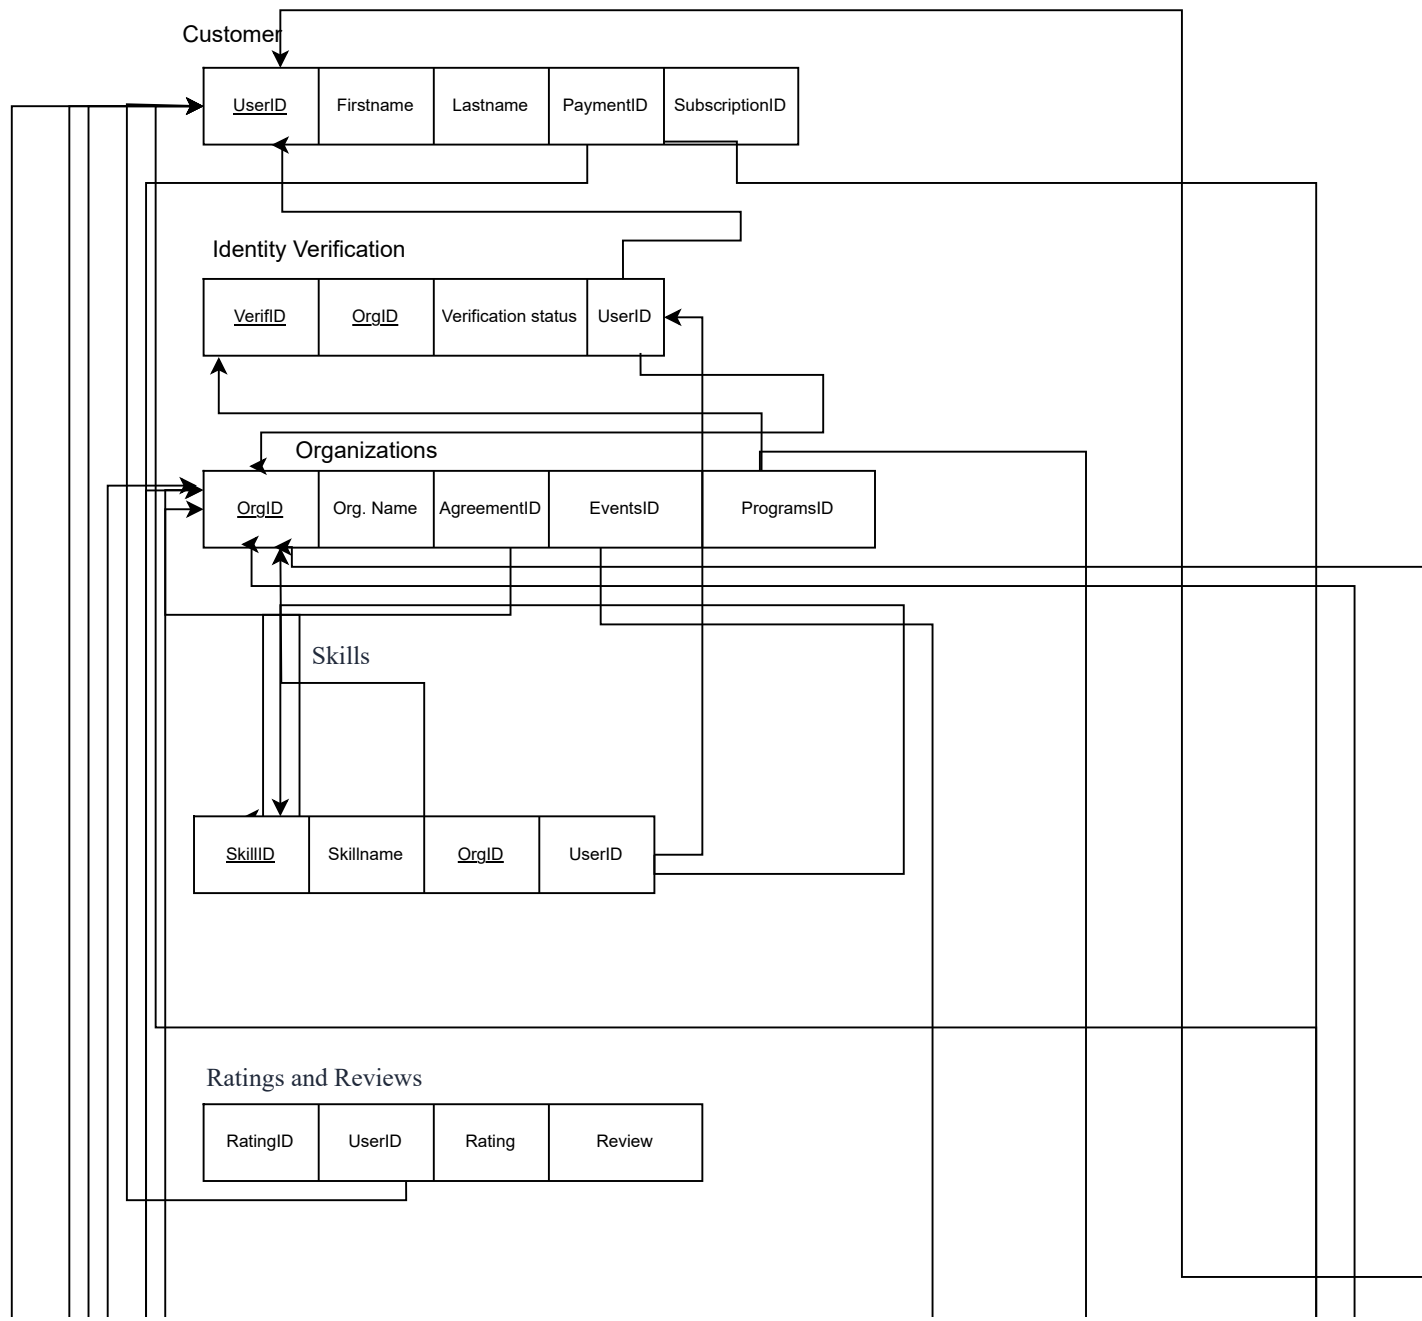 Customer
UserID Firstname Lastname PaymentID SubscriptionID
Identity Verification
VerifID OrgID Verification status UserID
Organizations
OrgID Org. Name AgreementID EventsID ProgramsID
Skills
SkillID Skillname OrgID UserID
Ratings and Reviews
RatingID UserID Rating Review